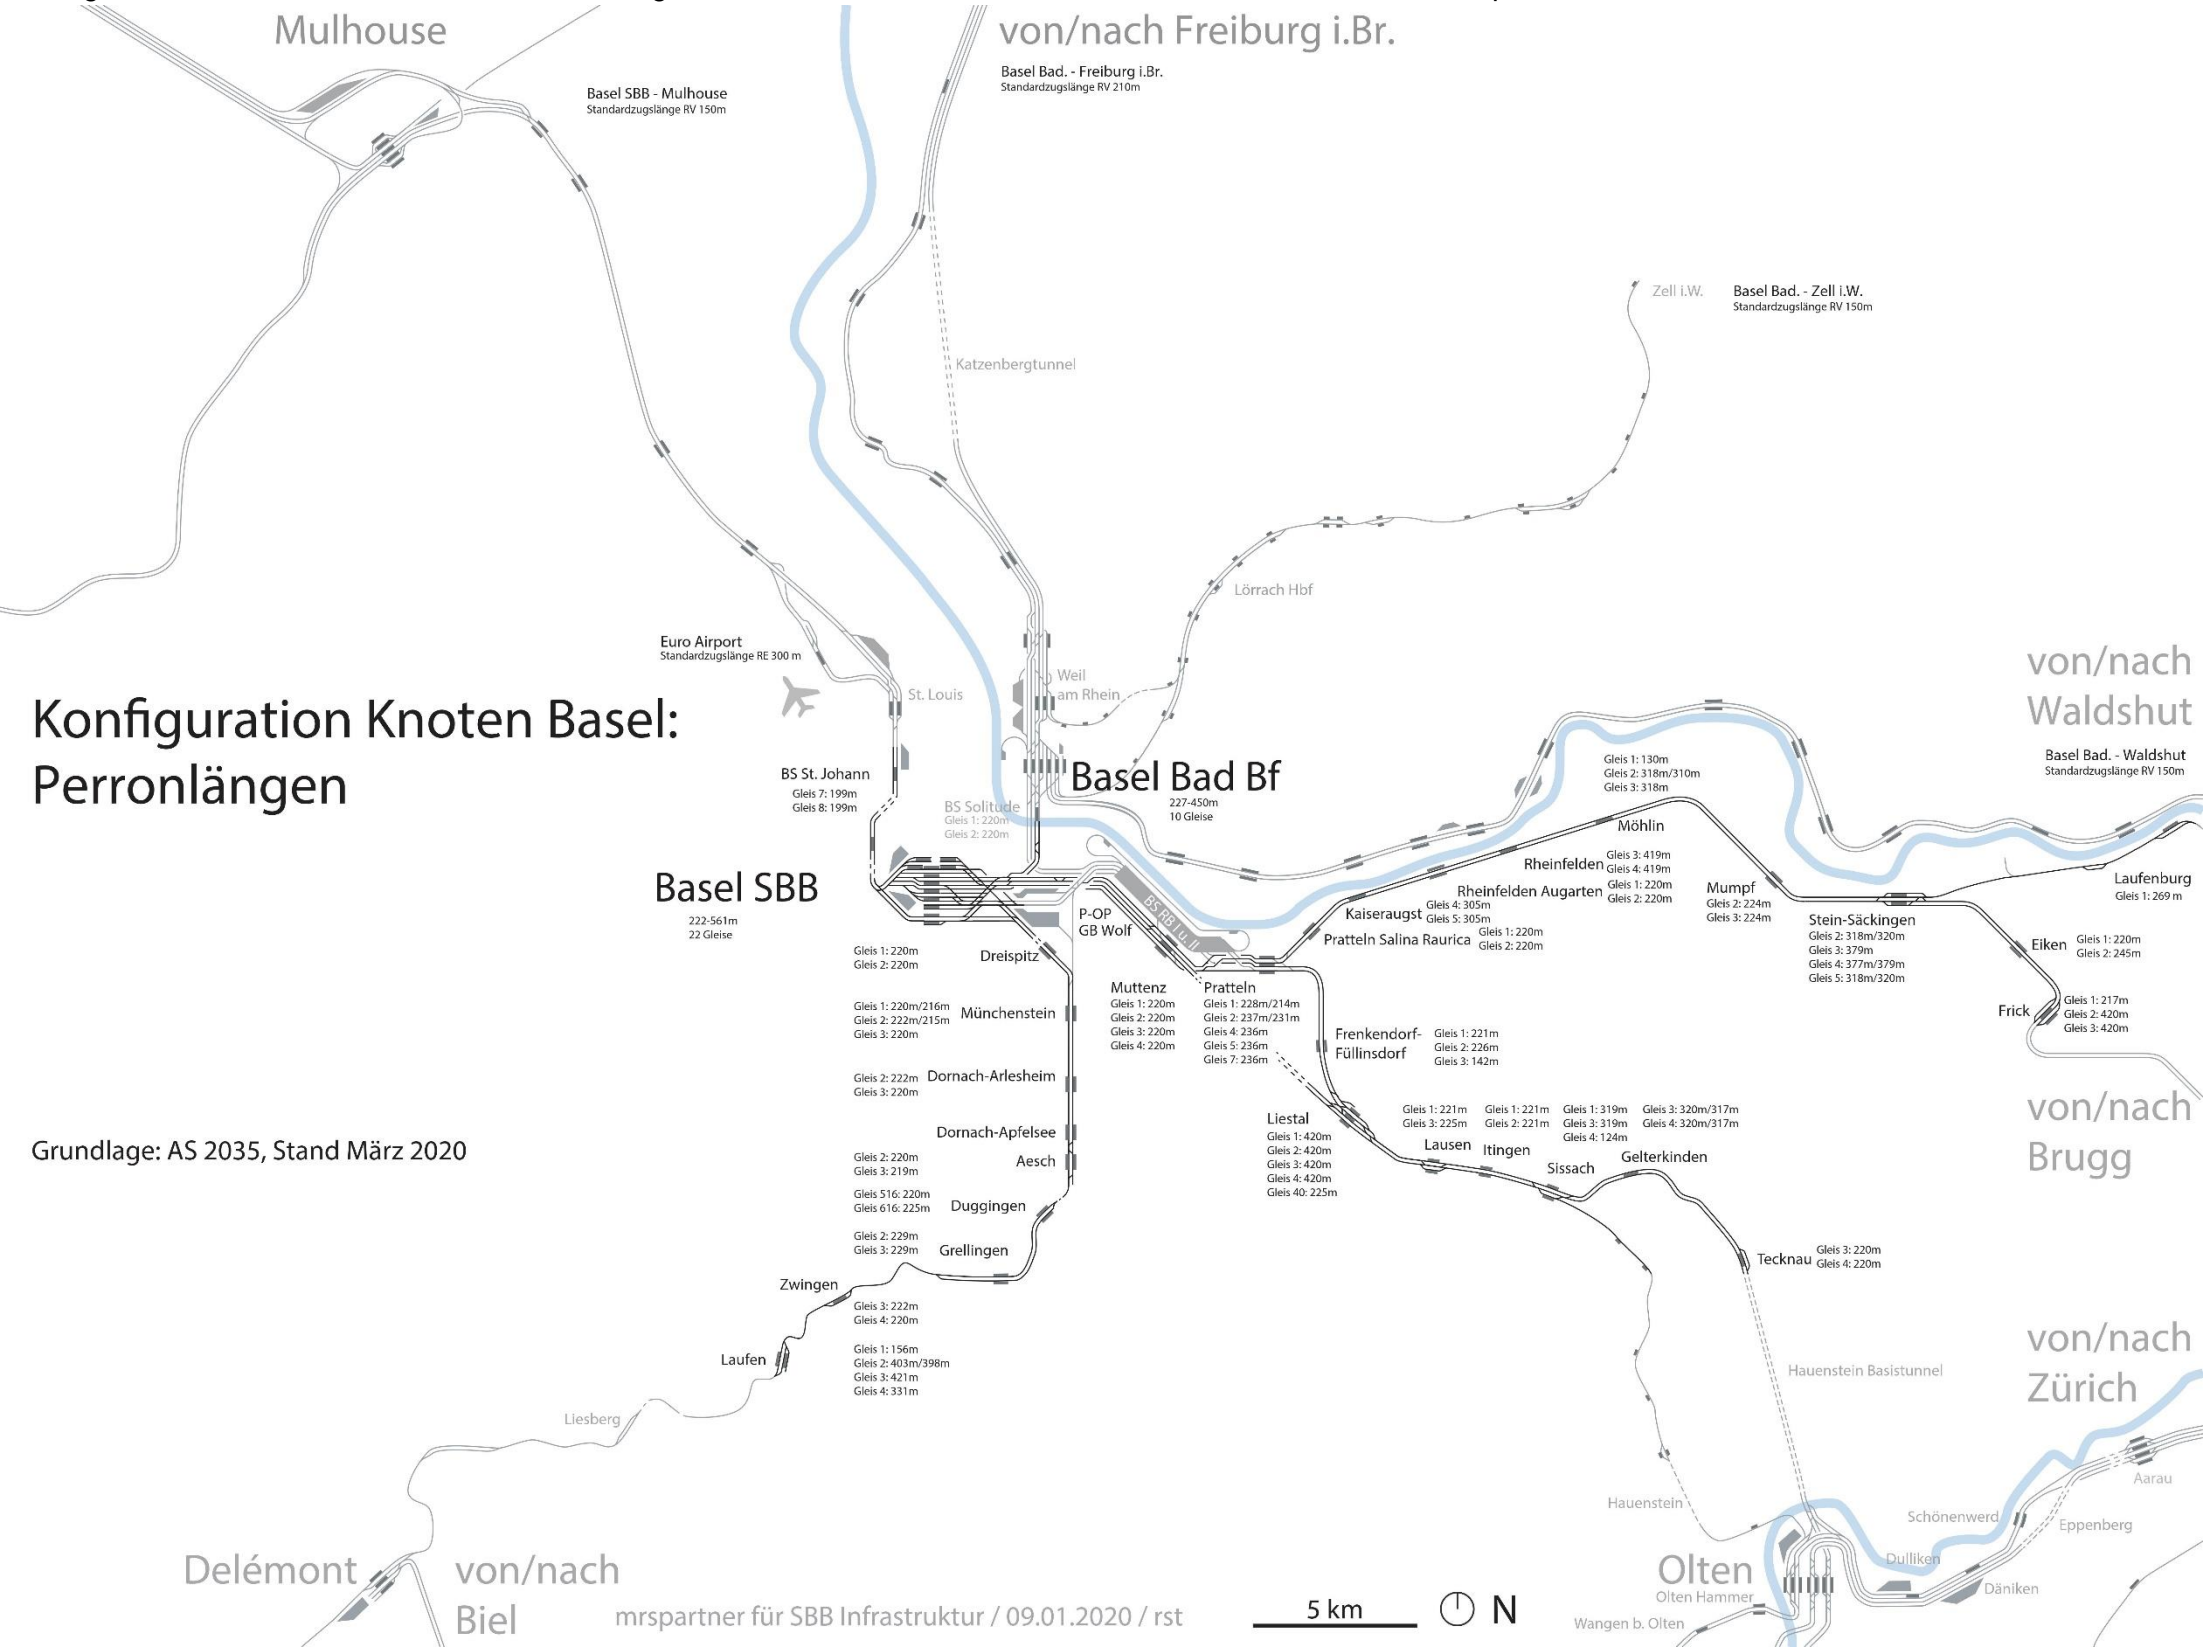 Mulhouse
von/nach Freiburg i.Br.
Basel Bad. - Freiburg i.Br.
Standardzugslänge RV 210m
Basel SBB - Mulhouse
Standardzugslänge RV 150m
Zell i.W.
Basel Bad. - Zell i.W.
Standardzugslänge RV 150m
Katzenbergtunnel
Lörrach Hbf
Euro Airport
Standardzugslänge RE 300 m
St. Louis
Weil
am Rhein
von/nach
Waldshut
Basel Bad. - Waldshut
Standardzugslänge RV 150m
Konfiguration Knoten Basel:
Perronlängen
BS St. Johann
Gleis 7: 199m
Gleis 8: 199m
Basel Bad Bf
227-450m
10 Gleise
BS Solitude
Gleis 1: 220m
Gleis 2: 220m
Gleis 1: 130m
Gleis 2: 318m/310m
Gleis 3: 318m
Möhlin
Rheinfelden
Gleis 3: 419m
Gleis 4: 419m
Rheinfelden Augarten
Gleis 1: 220m
Gleis 2: 220m
Kaiseraugst
Gleis 4: 305m
Gleis 5: 305m
Pratteln Salina Raurica
Gleis 1: 220m
Gleis 2: 220m
Mumpf
Gleis 2: 224m
Gleis 3: 224m
Laufenburg
Gleis 1: 269 m
Stein-Säckingen
Gleis 2: 318m/320m
Gleis 3: 379m
Gleis 4: 377m/379m
Gleis 5: 318m/320m
Eiken
Gleis 1: 220m
Gleis 2: 245m
Frick
Gleis 1: 217m
Gleis 2: 420m
Gleis 3: 420m
Basel SBB
222-561m
22 Gleise
P-OP
GB Wolf
BS RB I u. II
Gleis 1: 220m
Gleis 2: 220m
Dreispitz
Gleis 1: 220m/216m
Gleis 2: 222m/215m
Gleis 3: 220m
Münchenstein
Muttenz
Gleis 1: 220m
Gleis 2: 220m
Gleis 3: 220m
Gleis 4: 220m
Pratteln
Gleis 1: 228m/214m
Gleis 2: 237m/231m
Gleis 4: 236m
Gleis 5: 236m
Gleis 7: 236m
Frenkendorf-
Füllinsdorf
Gleis 1: 221m
Gleis 2: 226m
Gleis 3: 142m
Gleis 2: 222m
Gleis 3: 220m
Dornach-Arlesheim
Dornach-Apfelsee
Gleis 2: 220m
Gleis 3: 219m
Aesch
Gleis 516: 220m
Gleis 616: 225m
Duggingen
Gleis 2: 229m
Gleis 3: 229m
Grellingen
Zwingen
Gleis 3: 222m
Gleis 4: 220m
Laufen
Gleis 1: 156m
Gleis 2: 403m/398m
Gleis 3: 421m
Gleis 4: 331m
Liestal
Gleis 1: 420m
Gleis 2: 420m
Gleis 3: 420m
Gleis 4: 420m
Gleis 40: 225m
Gleis 1: 221m
Gleis 3: 225m
Lausen
Gleis 1: 221m
Gleis 2: 221m
Itingen
Gleis 1: 319m
Gleis 3: 319m
Gleis 4: 124m
Sissach
Gleis 3: 320m/317m
Gleis 4: 320m/317m
Gelterkinden
Tecknau
Gleis 3: 220m
Gleis 4: 220m
von/nach
Brugg
Grundlage: AS 2035, Stand März 2020
von/nach
Zürich
Hauenstein Basistunnel
Liesberg
Aarau
Hauenstein
Schönenwerd
Eppenberg
Dulliken
Däniken
Olten
Olten Hammer
Wangen b. Olten
Delémont
von/nach
Biel
mrspartner für SBB Infrastruktur / 09.01.2020 / rst
5 km
N